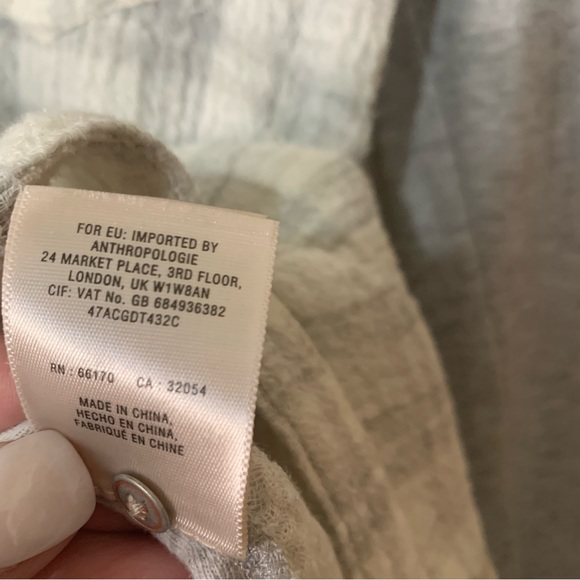 FOR EU: IMPORTED BY
ANTHROPOLOGIE
24 MARKET PLACE, 3RD FLOOR,
LONDON, UK W1W8AN
CIF: VAT No. GB 684936382
47ACGDT432C
RN : 66170 CA : 32054
MADE IN CHINA,
HECHO EN CHINA,
FABRIQUÉ EN CHINE